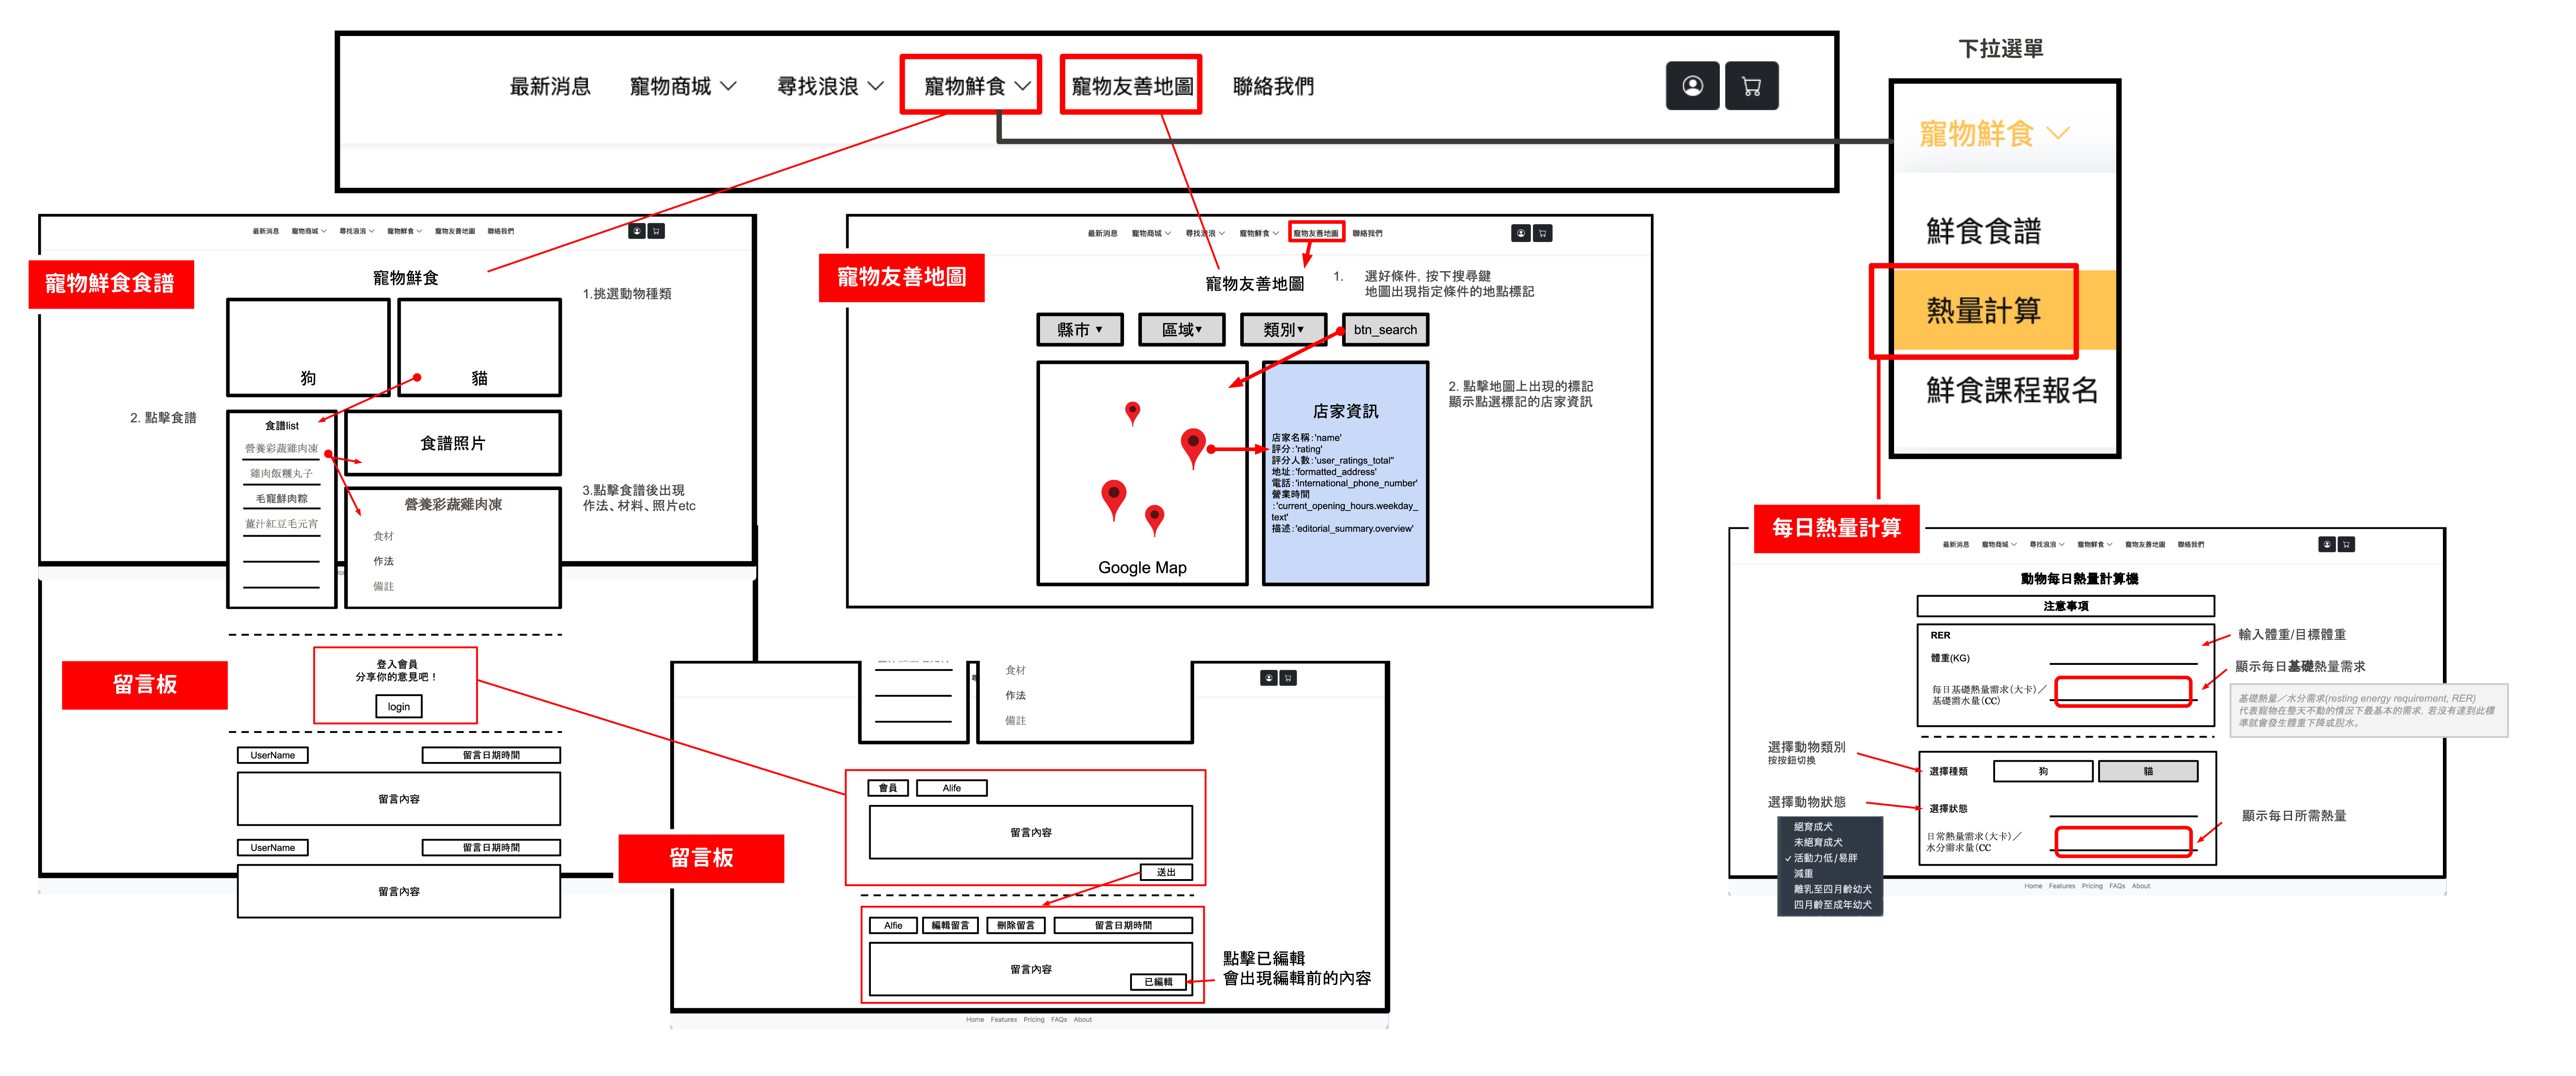 最新消息
寵物商城
尋找浪浪
寵物鮮食
寵物友善地圖
聯絡我們
下拉選單
寵物鮮食
鮮食食譜
熱量計算
鮮食課程報名
最新消息
寵物商城
尋找浪浪
寵物鮮食
寵物友善地圖
聯絡我們
寵物鮮食食譜
寵物鮮食
1.挑選動物種類
狗
貓
2. 點擊食譜
食譜list
營養彩蔬雞肉凍
雞肉飯糰丸子
毛寵鮮肉粽
薑汁紅豆毛元宵
食譜照片
3.點擊食譜後出現
作法、材料、照片etc
營養彩蔬雞肉凍
食材
作法
備註
留言板
登入會員
分享你的意見吧！
login
UserName
留言日期時間
留言內容
UserName
留言日期時間
留言內容
最新消息
寵物商城
尋找浪浪
寵物鮮食
寵物友善地圖
聯絡我們
寵物友善地圖
寵物友善地圖
1. 選好條件, 按下搜尋鍵
地圖出現指定條件的地點標記
縣市▼
區域▼
類別▼
btn_search
Google Map
店家資訊
店家名稱：'name'
評分：'rating'
評分人數：'user_ratings_total''
地址：'formatted_address'
電話：'international_phone_number'
營業時間
：'current_opening_hours.weekday_
text'
描述：'editorial_summary.overview'
2. 點擊地圖上出現的標記
顯示點選標記的店家資訊
食材
作法
備註
留言板
會員
Alife
留言內容
送出
Alfie
編輯留言
刪除留言
留言日期時間
留言內容
已編輯
點擊已編輯
會出現編輯前的內容
Home Features Pricing FAQs About
每日熱量計算
最新消息
寵物商城
尋找浪浪
寵物鮮食
寵物友善地圖
聯絡我們
動物每日熱量計算機
注意事項
RER
體重(KG)
每日基礎熱量需求(大卡)／
基礎需水量(CC)
輸入體重/目標體重
顯示每日基礎熱量需求
基礎熱量／水分需求(resting energy requirement, RER)
代表寵物在整天不動的情況下最基本的需求, 若沒有達到此標
準就會發生體重下降或脫水。
選擇動物類別
按按鈕切換
選擇種類
狗
貓
選擇動物狀態
選擇狀態
日常熱量需求(大卡)／
水分需求量(CC
顯示每日所需熱量
絕育成犬
未絕育成犬
✓ 活動力低/易胖
減重
離乳至四月齡幼犬
四月齡至成年幼犬
Home Features Pricing FAQs About